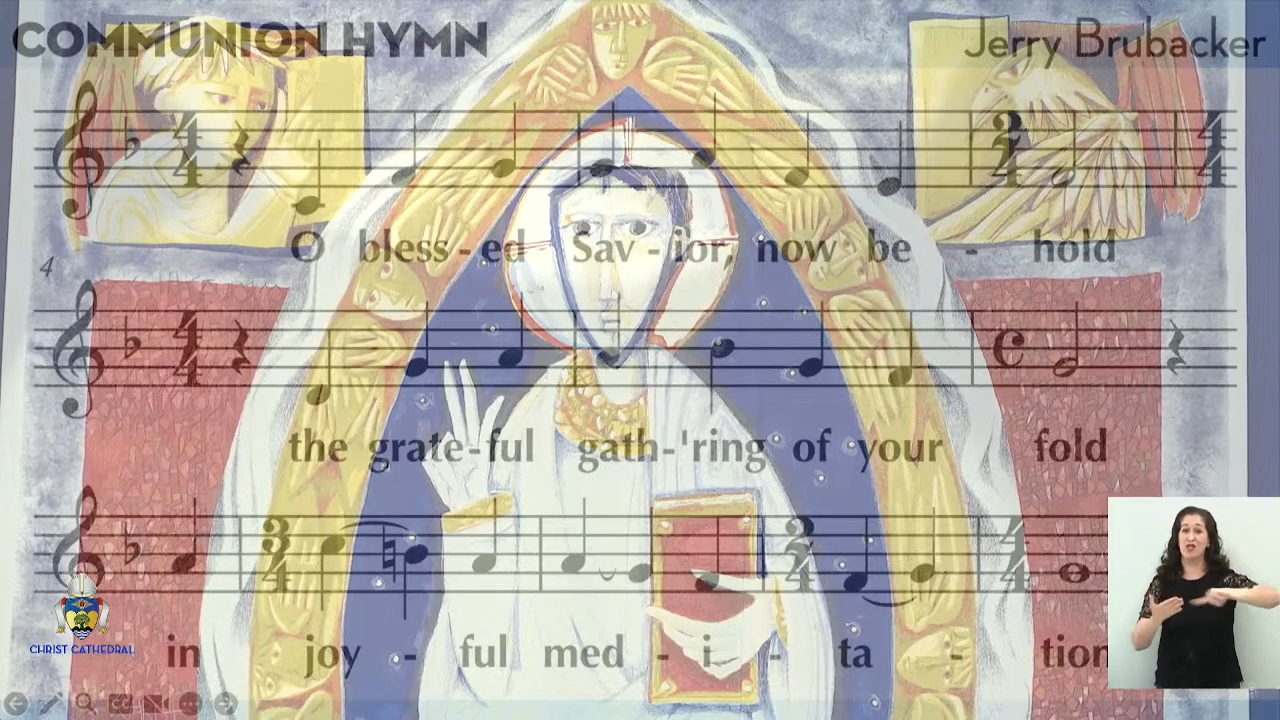 COMMUNION HYMN
Jerry Brubacker
O bless - ed Sav - ior, now be - hold
4
the grate - ful gath - 'ring of your fold
in joy - ful med - i - ta - tion
CHRIST CATHEDRAL
CC